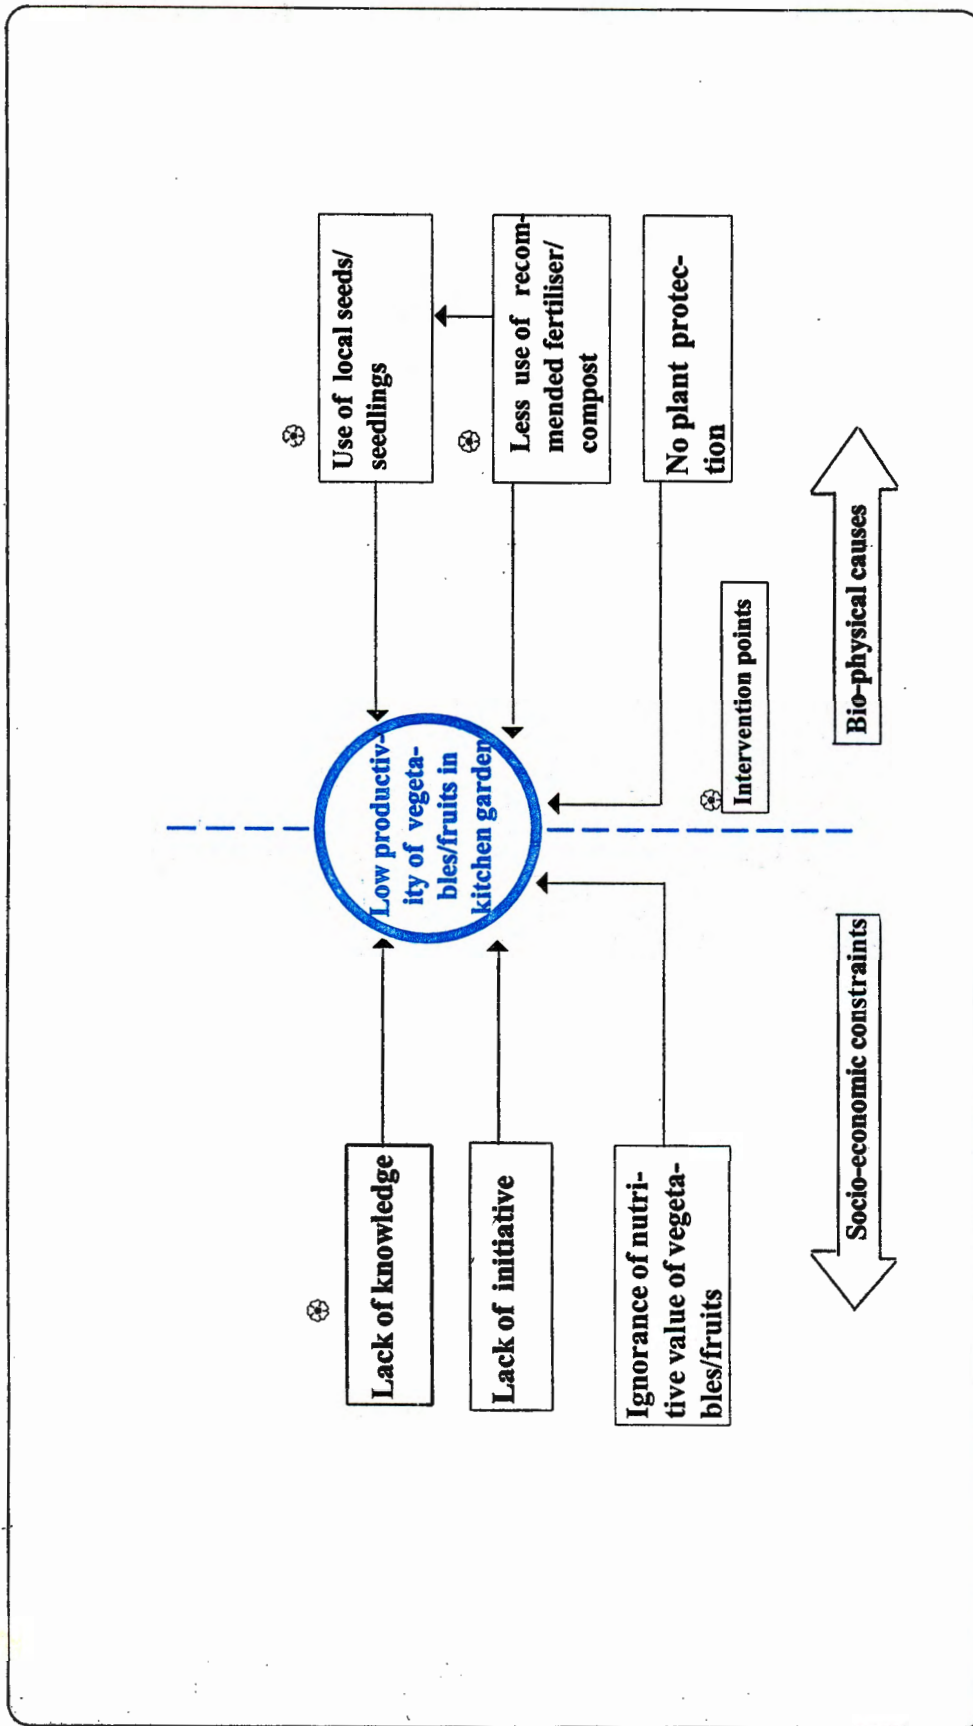 Low productiv-
ity of vegeta-
bles/fruits in
kitchen garden
Lack of knowledge
Lack of initiative
Ignorance of nutri-
tive value of vegeta-
bles/fruits
Use of local seeds/
seedlings
Less use of recom-
mended fertiliser/
compost
No plant protec-
tion
Intervention points
Socio-economic constraints
Bio-physical causes